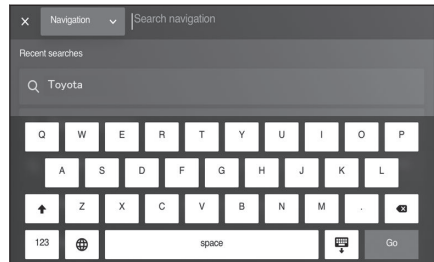 Navigation Search navigation
Recent searches
Toyota
Q W E R T Y U I O P
A S D F G H J K L
Z X C V B N M .
123 space Go